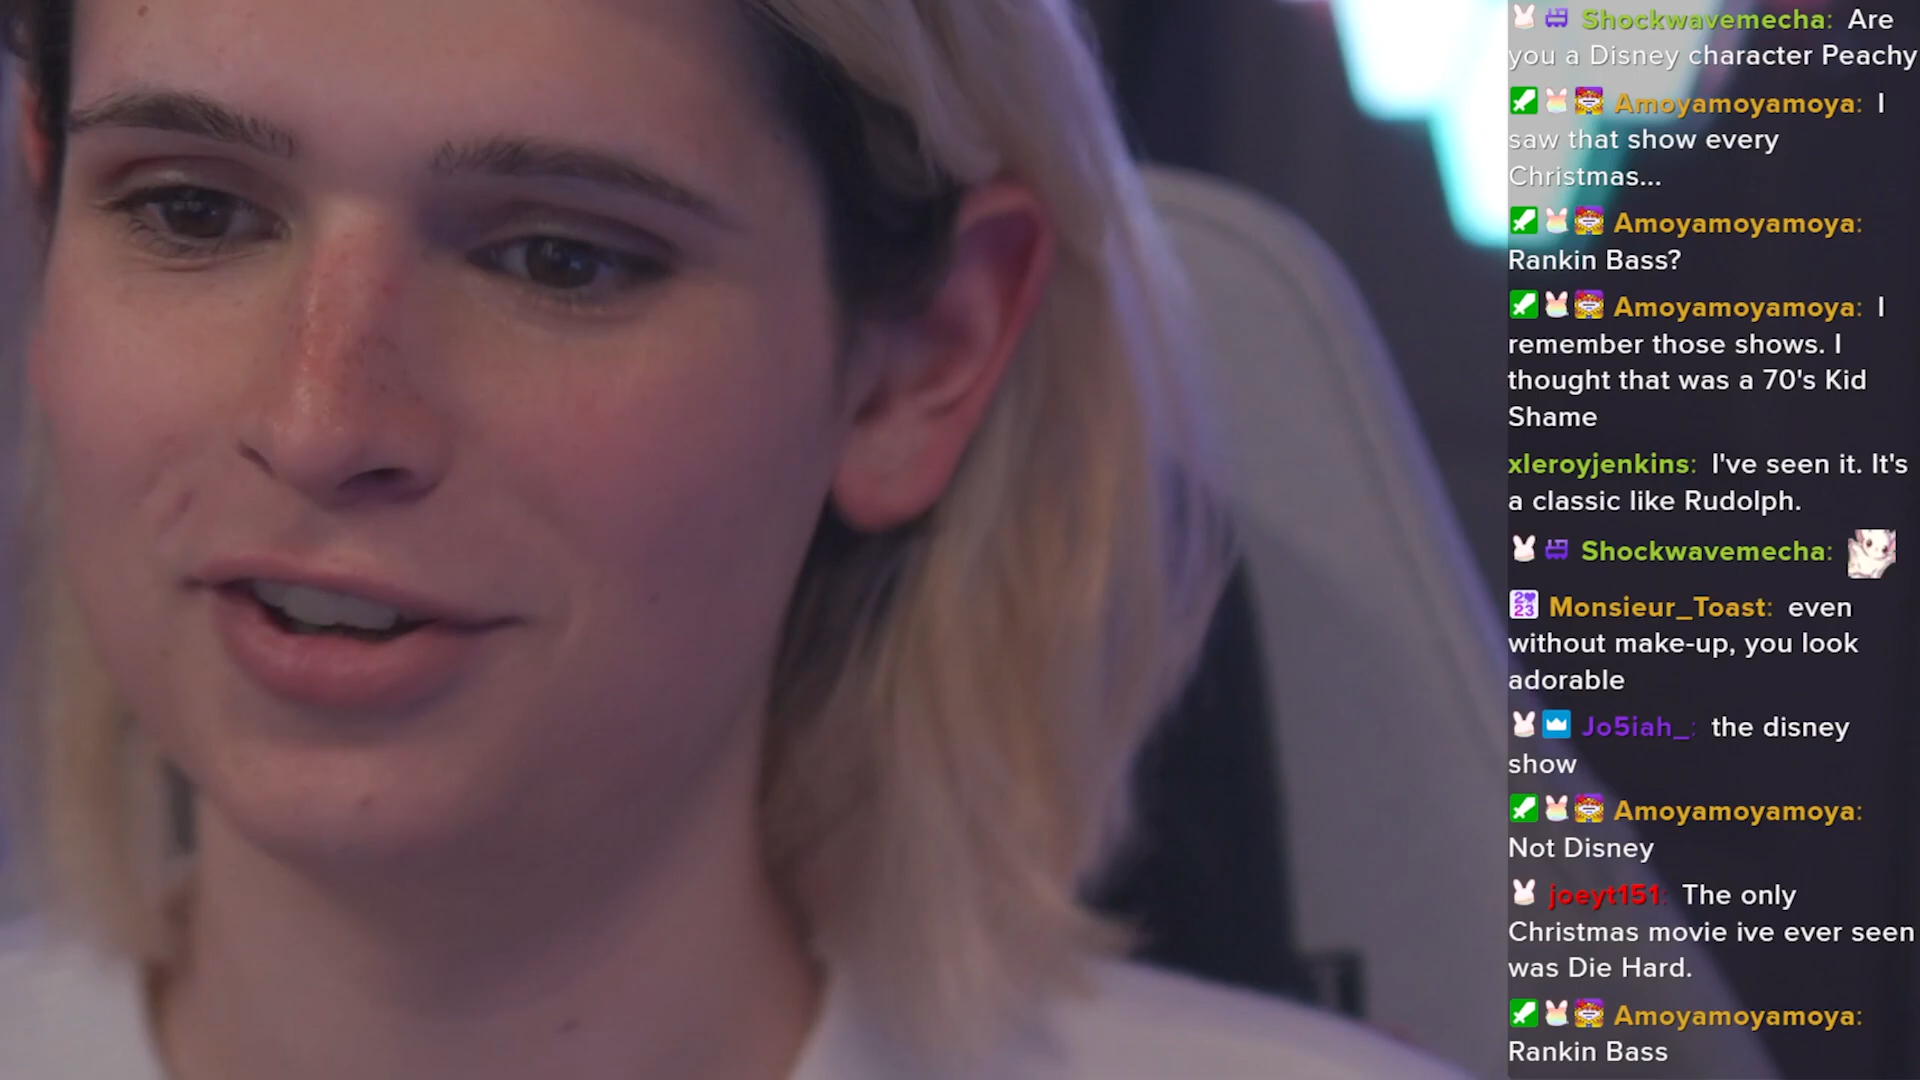 Shockwavemecha: Are
you a Disney character Peachy
Amoyamoyamoya: I
saw that show every
Christmas...
Amoyamoyamoya:
Rankin Bass?
Amoyamoyamoya: I
remember those shows. I
thought that was a 70's Kid
Shame
xleroyjenkins: I've seen it. It's
a classic like Rudolph.
Shockwavemecha:
2023 Monsieur_Toast: even
without make-up, you look
adorable
Jo5iah_: the disney
show
Amoyamoyamoya:
Not Disney
joeyt151: The only
Christmas movie ive ever seen
was Die Hard.
Amoyamoyamoya:
Rankin Bass